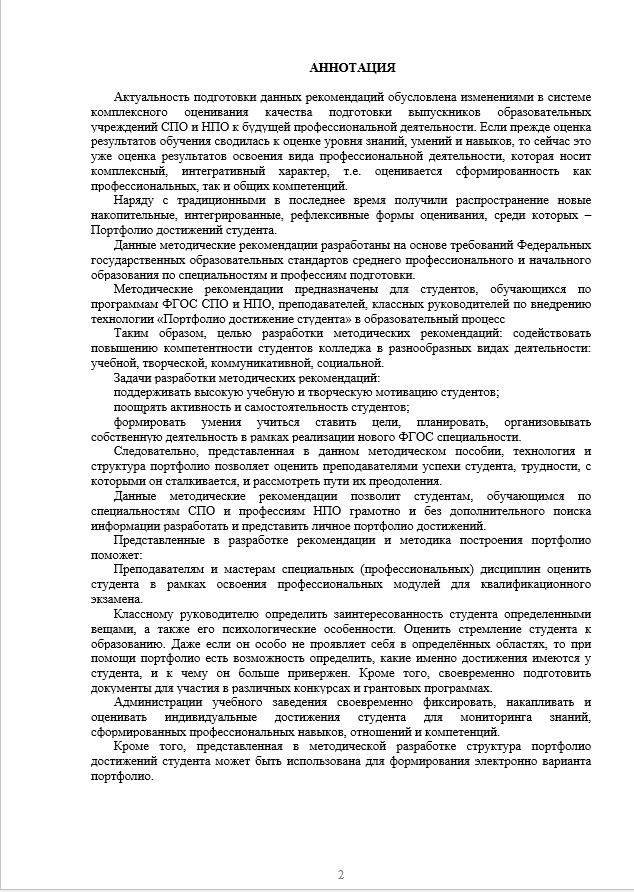 АННОТАЦИЯ
Актуальность подготовки данных рекомендаций обусловлена изменениями в системе
комплексного оценивания качества подготовки выпускников образовательных
учреждений СПО и НПО к будущей профессиональной деятельности. Если прежде оценка
результатов обучения сводилась к оценке уровня знаний, умений и навыков, то сейчас это
уже оценка результатов освоения вида профессиональной деятельности, которая носит
комплексный, интегративный характер, т.е. оценивается сформированность как
профессиональных, так и общих компетенций.
Наряду с традиционными в последнее время получили распространение новые
накопительные, интегрированные, рефлексивные формы оценивания, среди которых –
Портфолио достижений студента.
Данные методические рекомендации разработаны на основе требований Федеральных
государственных образовательных стандартов среднего профессионального и начального
образования по специальностям и профессиям подготовки.
Методические рекомендации предназначены для студентов, обучающихся по
программам ФГОС СПО и НПО, преподавателей, классных руководителей по внедрению
технологии «Портфолио достижение студента» в образовательный процесс
Таким образом, целью разработки методических рекомендаций: содействовать
повышению компетентности студентов колледжа в разнообразных видах деятельности:
учебной, творческой, коммуникативной, социальной.
Задачи разработки методических рекомендаций:
поддерживать высокую учебную и творческую мотивацию студентов;
поощрять активность и самостоятельность студентов;
формировать умения учиться ставить цели, планировать, организовывать
собственную деятельность в рамках реализации нового ФГОС специальности.
Следовательно, представленная в данном методическом пособии, технология и
структура портфолио позволяет оценить преподавателями успехи студента, трудности, с
которыми он сталкивается, и рассмотреть пути их преодоления.
Данные методические рекомендации позволит студентам, обучающимся по
специальностям СПО и профессиям НПО грамотно и без дополнительного поиска
информации разработать и представить личное портфолио достижений.
Представленные в разработке рекомендации и методика построения портфолио
поможет:
Преподавателям и мастерам специальных (профессиональных) дисциплин оценить
студента в рамках освоения профессиональных модулей для квалификационного
экзамена.
Классному руководителю определить заинтересованность студента определенными
вещами, а также его психологические особенности. Оценить стремление студента к
образованию. Даже если он особо не проявляет себя в определённых областях, то при
помощи портфолио есть возможность определить, какие именно достижения имеются у
студента, и к чему он больше привержен. Кроме того, своевременно подготовить
документы для участия в различных конкурсах и грантовых программах.
Администрации учебного заведения своевременно фиксировать, накапливать и
оценивать индивидуальные достижения студента для мониторинга знаний,
сформированных профессиональных навыков, отношений и компетенций.
Кроме того, представленная в методической разработке структура портфолио
достижений студента может быть использована для формирования электронно варианта
портфолио.
2